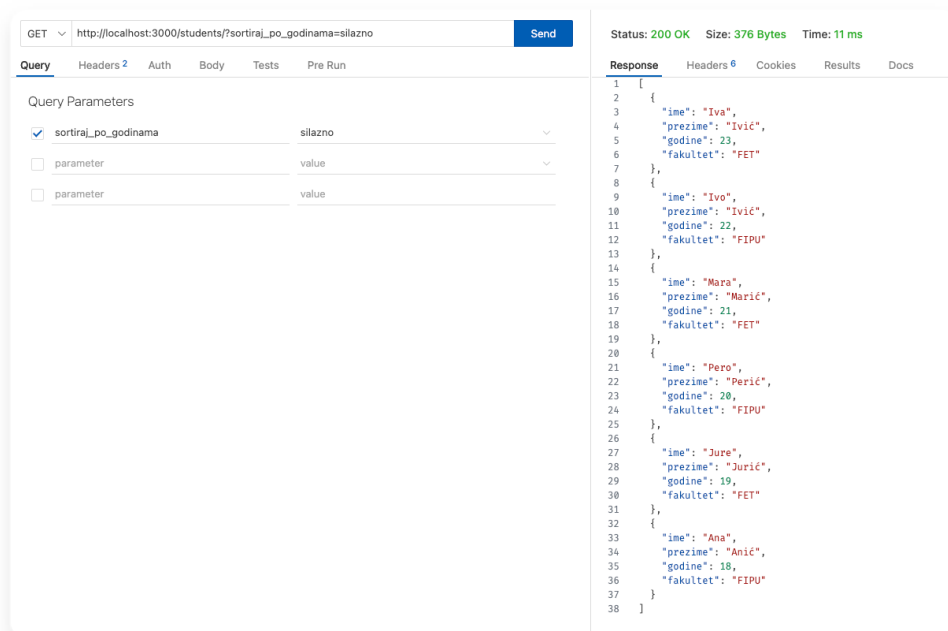 GET http://localhost:3000/students/?sortiraj_po_godinama=silazno Send
Query Headers 2 Auth Body Tests Pre Run
Query Parameters
sortiraj_po_godinama silazno
parameter value
parameter value
Status: 200 OK Size: 376 Bytes Time: 11 ms
Response Headers 6 Cookies Results Docs
1 [
2 {
3 "ime": "Iva",
4 "prezime": "Ivić",
5 "godine": 23,
6 "fakultet": "FET"
7 },
8 {
9 "ime": "Ivo",
10 "prezime": "Ivić",
11 "godine": 22,
12 "fakultet": "FIPU"
13 },
14 {
15 "ime": "Mara",
16 "prezime": "Marić",
17 "godine": 21,
18 "fakultet": "FET"
19 },
20 {
21 "ime": "Pero",
22 "prezime": "Perić",
23 "godine": 20,
24 "fakultet": "FIPU"
25 },
26 {
27 "ime": "Jure",
28 "prezime": "Jurić",
29 "godine": 19,
30 "fakultet": "FET"
31 },
32 {
33 "ime": "Ana",
34 "prezime": "Anić",
35 "godine": 18,
36 "fakultet": "FIPU"
37 }
38 ]